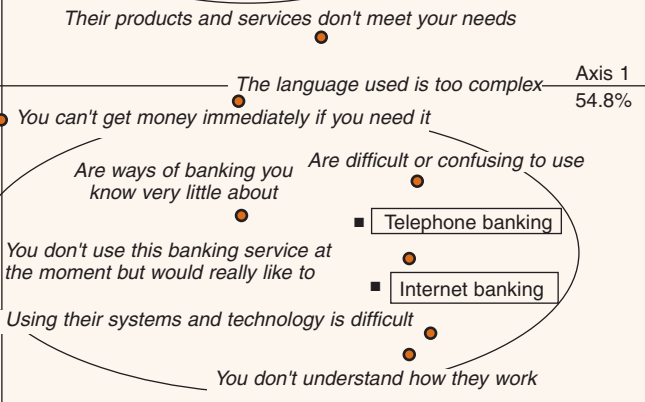 Their products and services don't meet your needs
The language used is too complex
Axis 1
54.8%
You can't get money immediately if you need it
Are ways of banking you
know very little about
Are difficult or confusing to use
Telephone banking
You don't use this banking service at
the moment but would really like to
Internet banking
Using their systems and technology is difficult
You don't understand how they work